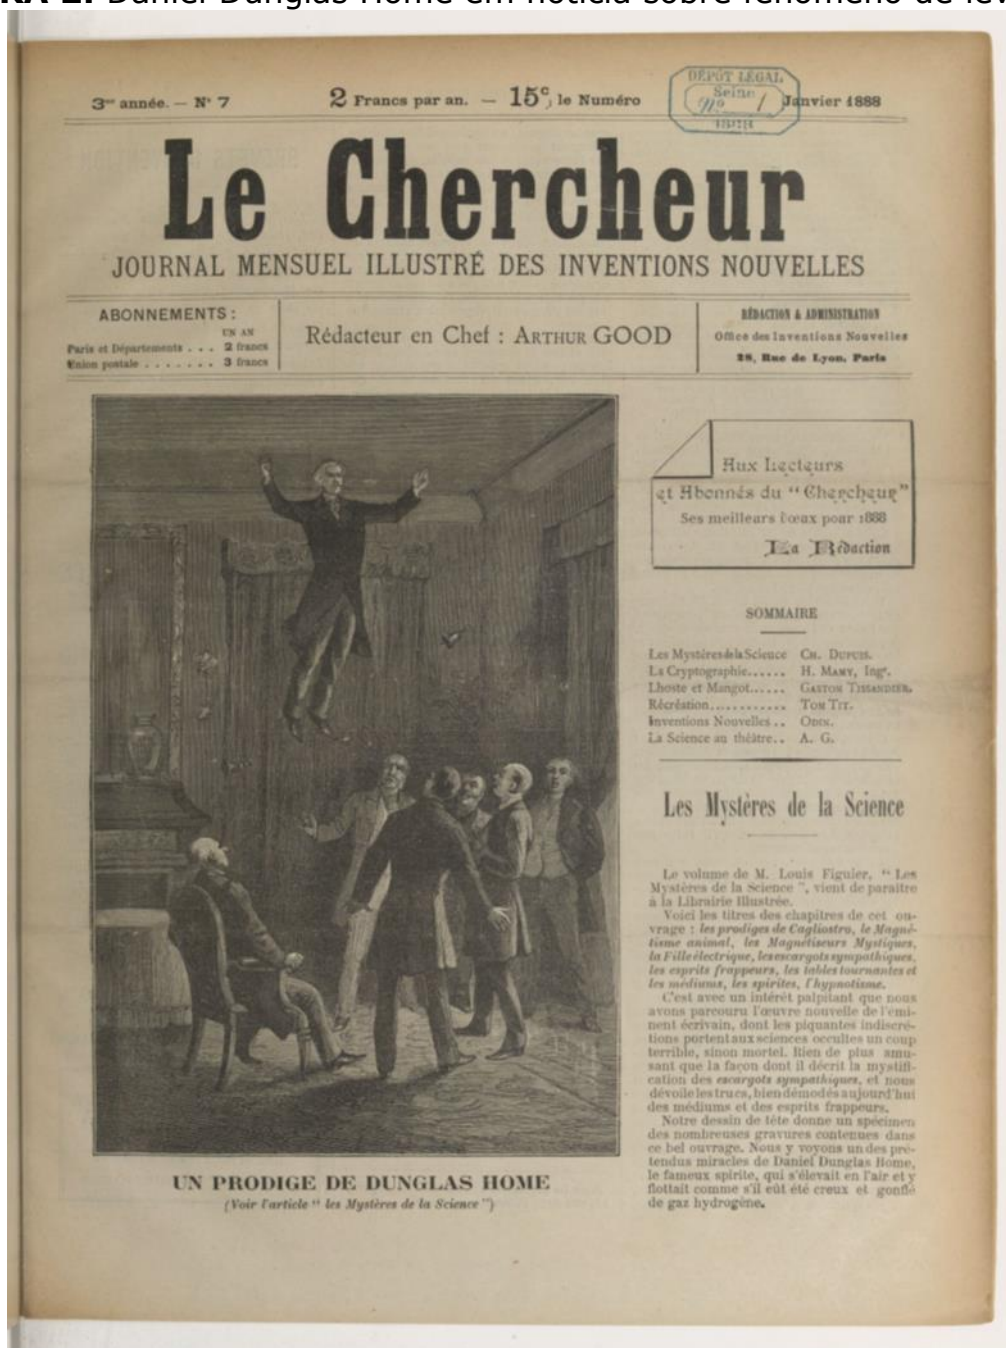 Daniel Dunglas Home em notícia sobre fenômeno de
3me année. — No 7
2 Francs par an. — 15c, le Numéro
Janvier 1888
DÉPÔT LÉGAL
Seine
No 1
1888
Le Chercheur
JOURNAL MENSUEL ILLUSTRÉ DES INVENTIONS NOUVELLES
ABONNEMENTS :
UN AN
Paris et Départements . . . 2 francs
Union postale . . . . . . . 3 francs
Rédacteur en Chef : ARTHUR GOOD
RÉDACTION & ADMINISTRATION
Office des Inventions Nouvelles
28, Rue de Lyon, Paris
UN PRODIGE DE DUNGLAS HOME
(Voir l'article “ les Mystères de la Science ”)
Aux Lecteurs
et Abonnés du “Chercheur”
Ses meilleurs vœux pour 1888
La Rédaction
SOMMAIRE
Les Mystères de la Science CH. DUPUIS.
La Cryptographie...... H. MAMY, Ingr.
Lhoste et Mangot...... GASTON TISSANDIER.
Récréation............ TOM TIT.
Inventions Nouvelles .. ODIN.
La Science au théâtre.. A. G.
Les Mystères de la Science
Le volume de M. Louis Figuier, “ Les
Mystères de la Science ”, vient de paraître
à la Librairie Illustrée.
Voici les titres des chapitres de cet ou-
vrage : les prodiges de Cagliostro, le Magné-
tisme animal, les Magnétiseurs Mystiques,
la Fille électrique, les escargots sympathiques,
les esprits frappeurs, les tables tournantes et
les médiums, les spirites, l'hypnotisme.
C'est avec un intérêt palpitant que nous
avons parcouru l'œuvre nouvelle de l'émi-
nent écrivain, dont les piquantes indiscré-
tions portent aux sciences occultes un coup
terrible, sinon mortel. Rien de plus amu-
sant que la façon dont il décrit la mystifi-
cation des escargots sympathiques, et nous
dévoile les trucs, bien démodés aujourd'hui
des médiums et des esprits frappeurs.
Notre dessin de tête donne un spécimen
des nombreuses gravures contenues dans
ce bel ouvrage. Nous y voyons un des pré-
tendus miracles de Daniel Dunglas Home,
le fameux spirite, qui s'élevait en l'air et y
flottait comme s'il eût été creux et gonflé
de gaz hydrogène.